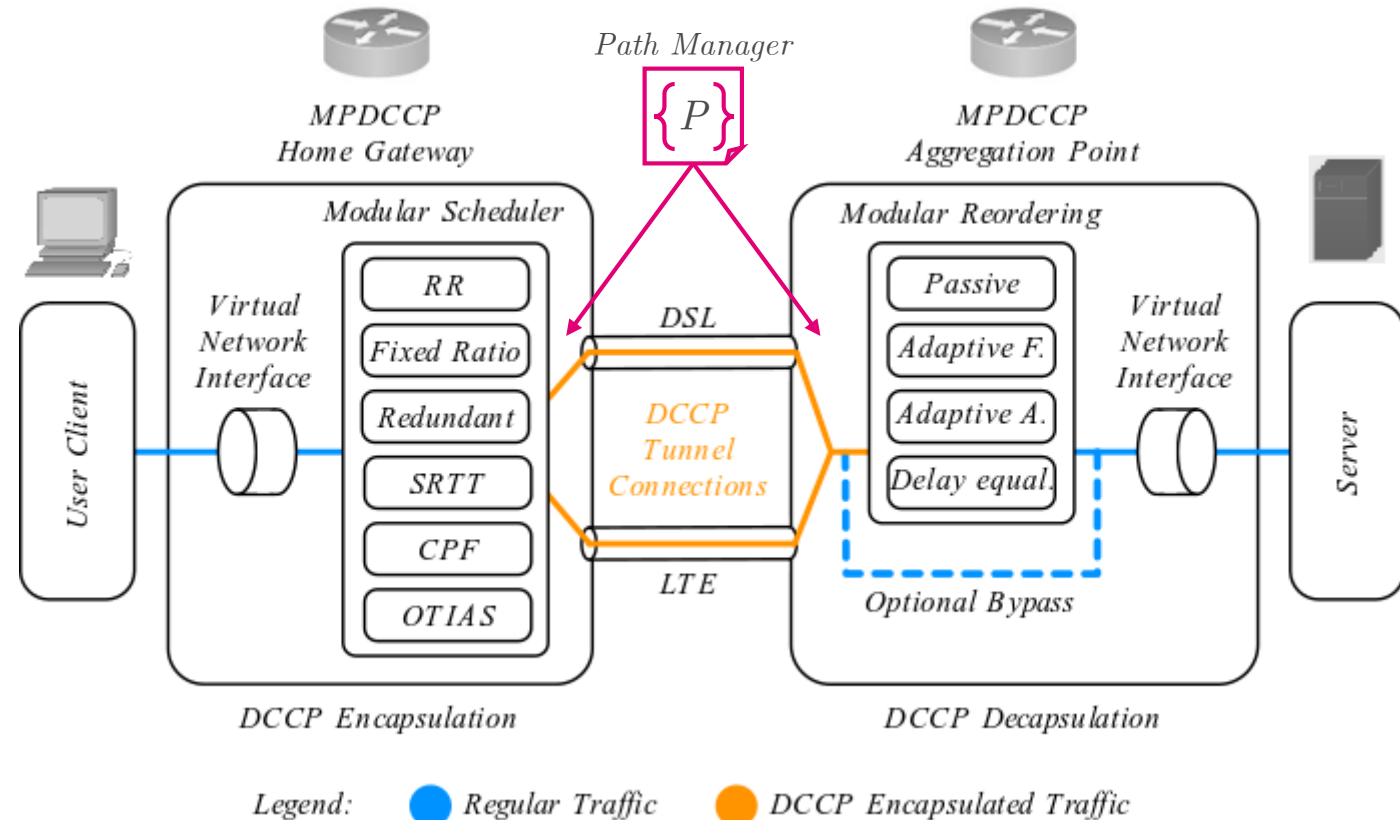 Path Manager
{P}
MPDCCP
Home Gateway
MPDCCP
Aggregation Point
Modular Scheduler
RR
Fixed Ratio
Redundant
SRTT
CPF
OTIAS
Virtual
Network
Interface
User Client
DSL
DCCP
Tunnel
Connections
LTE
Modular Reordering
Passive
Adaptive F.
Adaptive A.
Delay equal.
Optional Bypass
Virtual
Network
Interface
Server
DCCP Encapsulation
DCCP Decapsulation
Legend:
Regular Traffic
DCCP Encapsulated Traffic